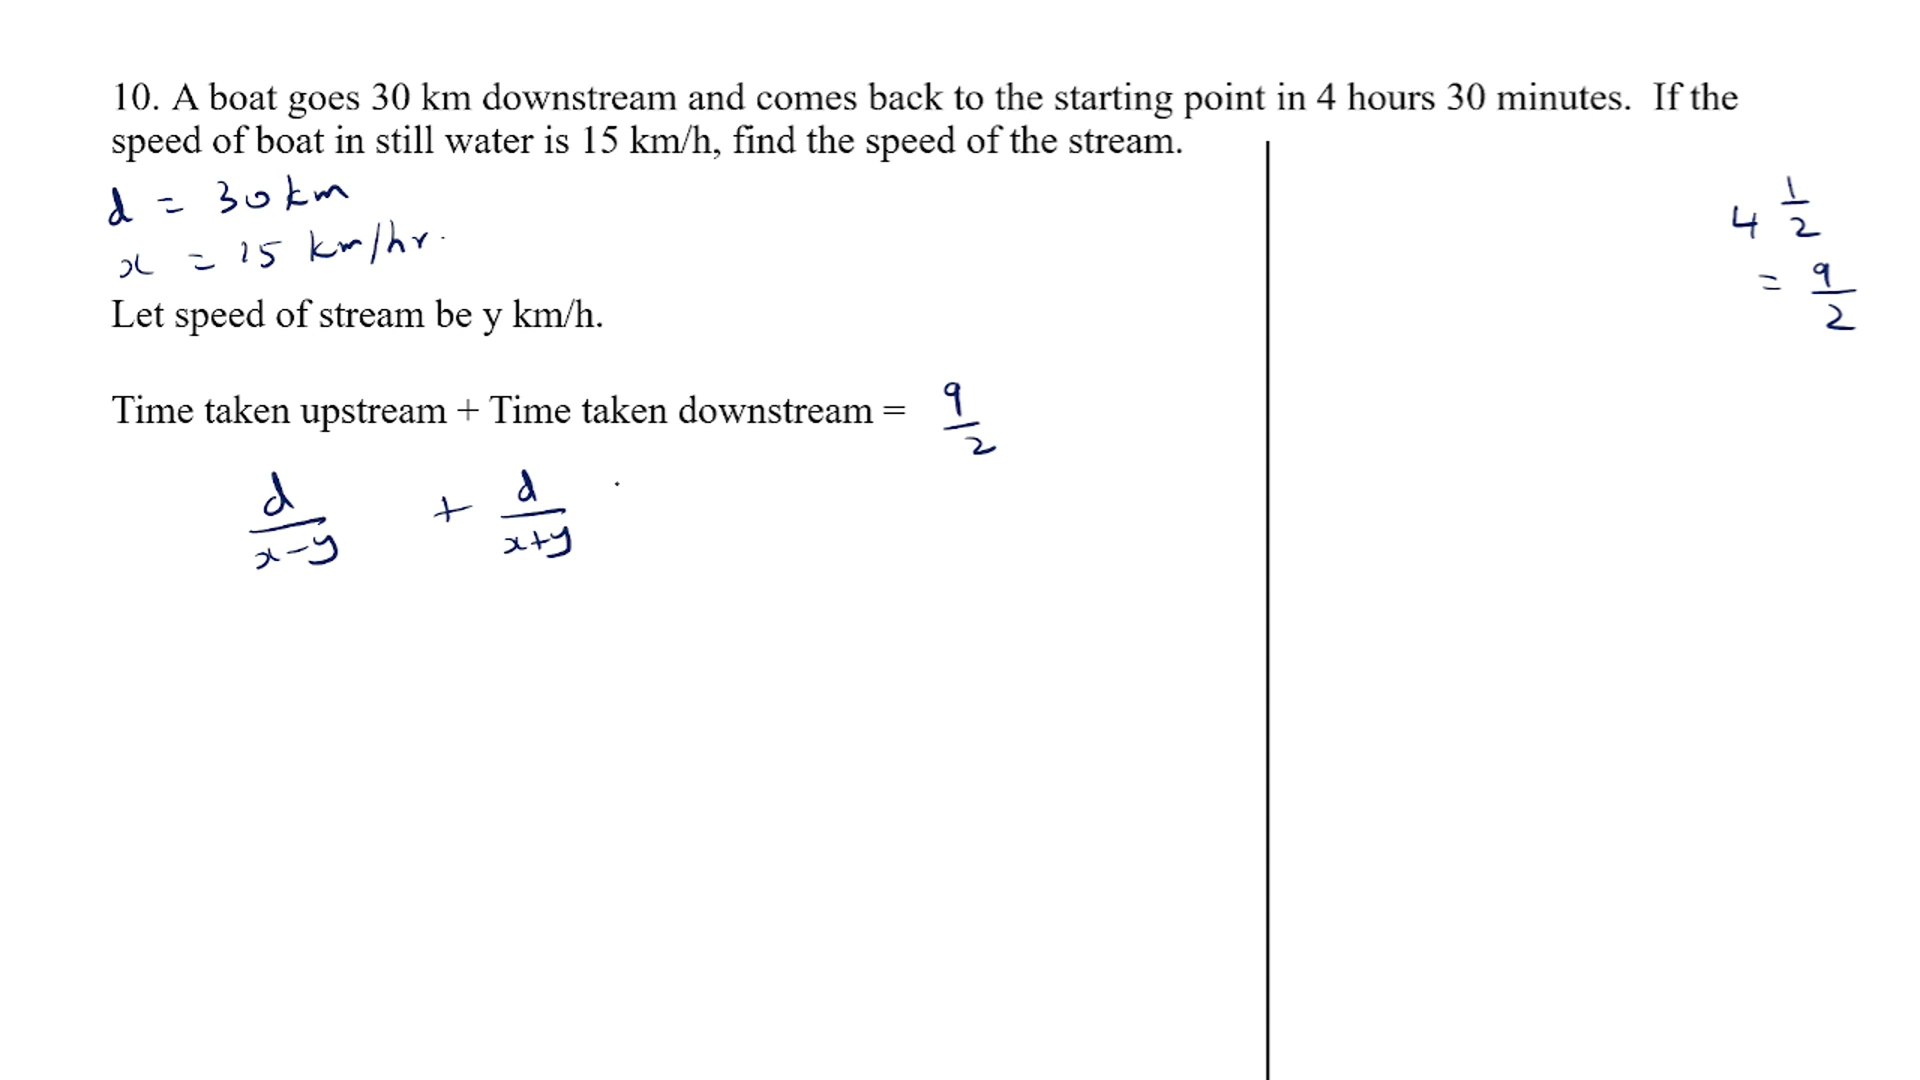 10. A boat goes 30 km downstream and comes back to the starting point in 4 hours 30 minutes. If the
speed of boat in still water is 15 km/h, find the speed of the stream.
d = 30 km
x = 15 km/hr.
Let speed of stream be y km/h.
Time taken upstream + Time taken downstream = 9/2
d/(x-y) + d/(x+y)
4 1/2
= 9/2